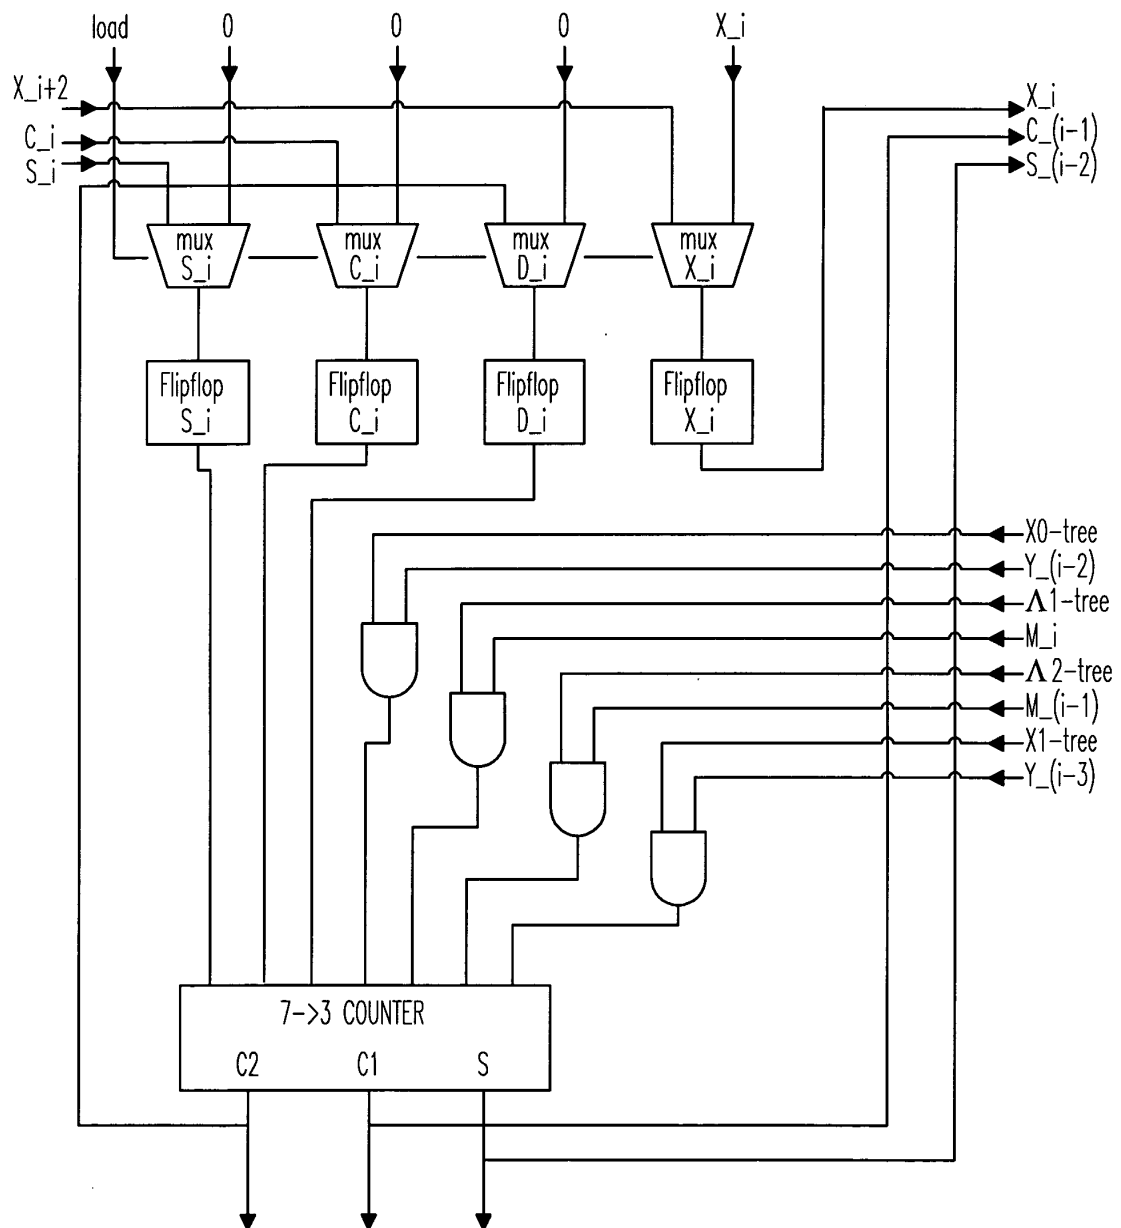 load
0
0
0
X_i
X_i+2
C_i
S_i
X_i
C_(i-1)
S_(i-2)
mux
S_i
mux
C_i
mux
D_i
mux
X_i
Flipflop
S_i
Flipflop
C_i
Flipflop
D_i
Flipflop
X_i
X0-tree
Y_(i-2)
Λ1-tree
M_i
Λ2-tree
M_(i-1)
X1-tree
Y_(i-3)
7->3 COUNTER
C2
C1
S